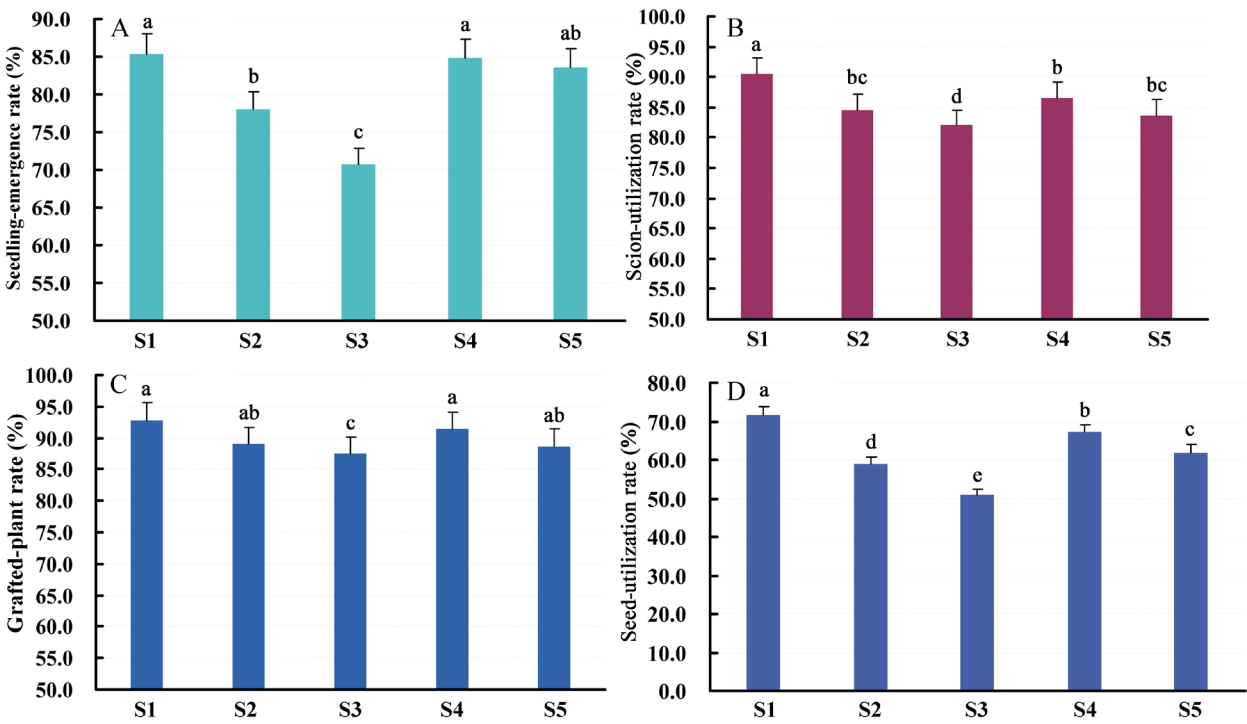 A
Seedling-emergence rate (%)
90.0
85.0
80.0
75.0
70.0
65.0
60.0
55.0
50.0
a
b
c
a
ab
S1 S2 S3 S4 S5
B
Scion-utilization rate (%)
100.0
95.0
90.0
85.0
80.0
75.0
70.0
65.0
60.0
55.0
50.0
a
bc
d
b
bc
S1 S2 S3 S4 S5
C
Grafted-plant rate (%)
100.0
95.0
90.0
85.0
80.0
75.0
70.0
65.0
60.0
55.0
50.0
a
ab
c
a
ab
S1 S2 S3 S4 S5
D
Seed-utilization rate (%)
80.0
70.0
60.0
50.0
40.0
30.0
20.0
10.0
0.0
a
d
e
b
c
S1 S2 S3 S4 S5